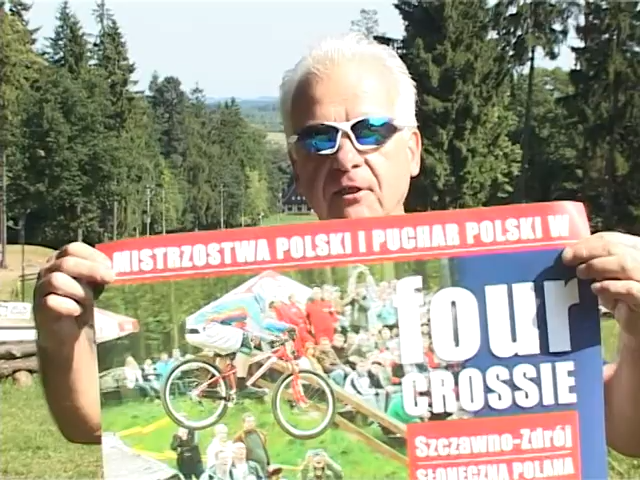 MISTRZOSTWA POLSKI I PUCHAR POLSKI W
four
CROSSIE
Szczawno-Zdrój
SŁONECZNA POLANA